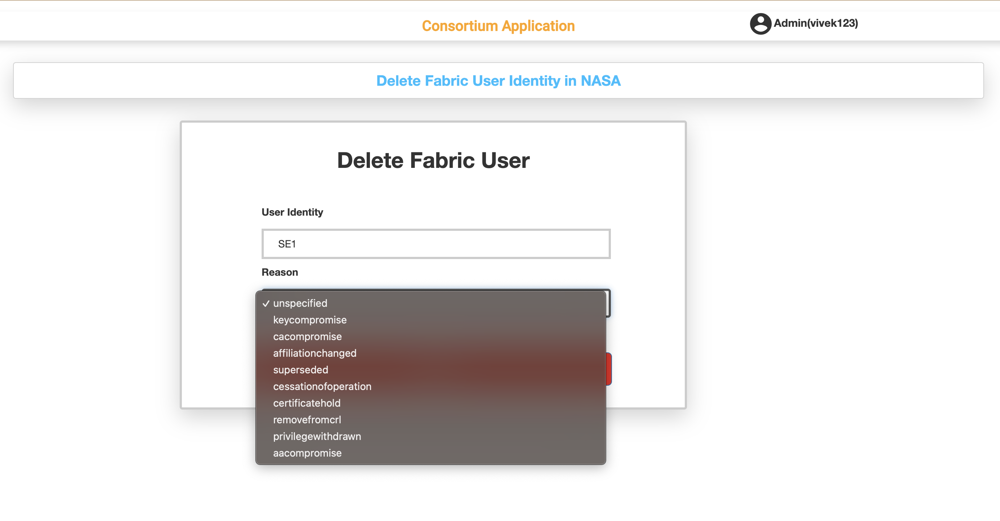 Consortium Application
Admin(vivek123)
Delete Fabric User Identity in NASA
Delete Fabric User
User Identity
SE1
Reason
✓ unspecified
keycompromise
cacompromise
affiliationchanged
superseded
cessationofoperation
certificatehold
removefromcrl
privilegewithdrawn
aacompromise